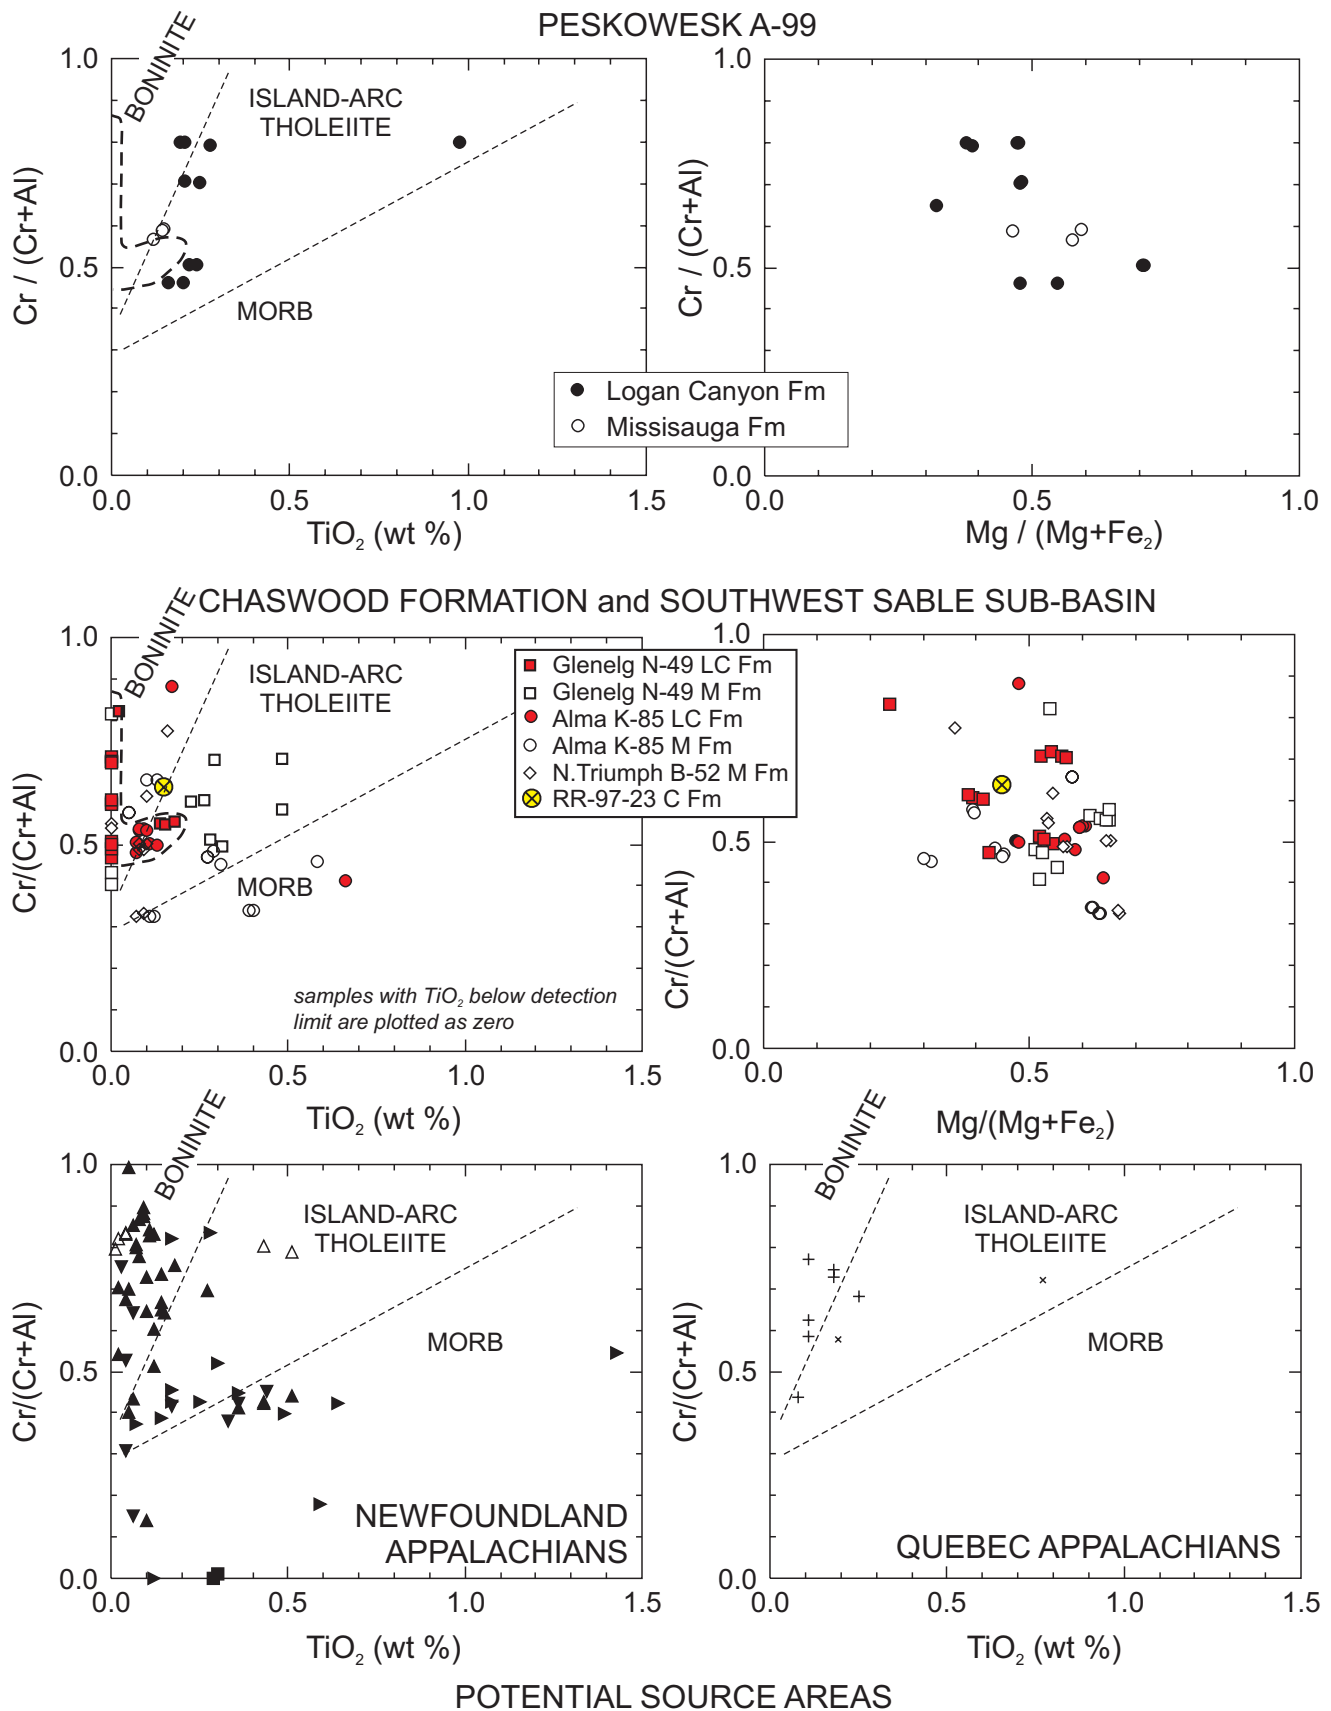 PESKOWESK A-99
1.0
0.5
0.0
Cr / (Cr+Al)
BONINITE
ISLAND-ARC
THOLEIITE
MORB
0.0
0.5
1.0
1.5
TiO2 (wt %)
1.0
0.5
0.0
Cr / (Cr+Al)
0.0
0.5
1.0
Mg / (Mg+Fe2)
Logan Canyon Fm
Missisauga Fm
CHASWOOD FORMATION and SOUTHWEST SABLE SUB-BASIN
1.0
0.5
0.0
Cr/(Cr+Al)
BONINITE
ISLAND-ARC
THOLEIITE
MORB
samples with TiO2 below detection
limit are plotted as zero
0.0
0.5
1.0
1.5
TiO2 (wt %)
Glenelg N-49 LC Fm
Glenelg N-49 M Fm
Alma K-85 LC Fm
Alma K-85 M Fm
N.Triumph B-52 M Fm
RR-97-23 C Fm
1.0
0.5
0.0
Cr/(Cr+Al)
0.0
0.5
1.0
Mg/(Mg+Fe2)
1.0
0.5
0.0
Cr/(Cr+Al)
BONINITE
ISLAND-ARC
THOLEIITE
MORB
NEWFOUNDLAND
APPALACHIANS
0.0
0.5
1.0
1.5
TiO2 (wt %)
1.0
0.5
0.0
Cr/(Cr+Al)
BONINITE
ISLAND-ARC
THOLEIITE
MORB
QUEBEC APPALACHIANS
0.0
0.5
1.0
1.5
TiO2 (wt %)
POTENTIAL SOURCE AREAS